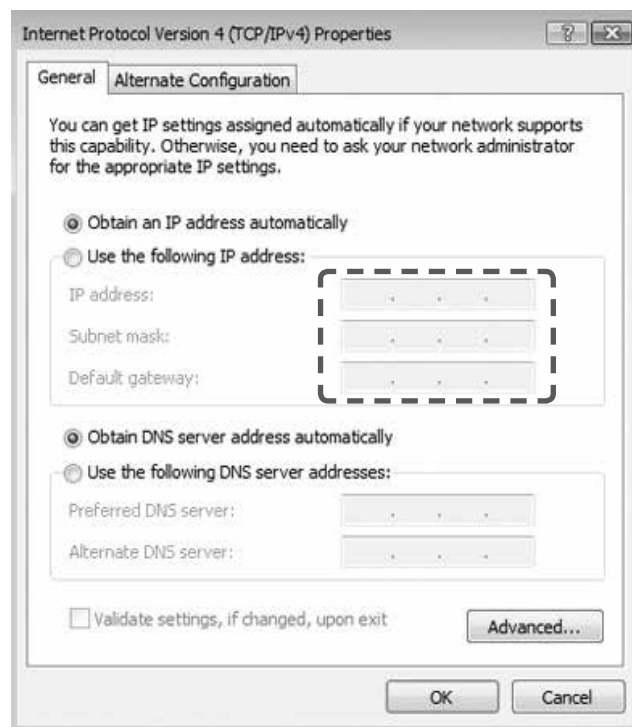 Internet Protocol Version 4 (TCP/IPv4) Properties
General
Alternate Configuration
You can get IP settings assigned automatically if your network supports
this capability. Otherwise, you need to ask your network administrator
for the appropriate IP settings.
Obtain an IP address automatically
Use the following IP address:
IP address:
Subnet mask:
Default gateway:
Obtain DNS server address automatically
Use the following DNS server addresses:
Preferred DNS server:
Alternate DNS server:
Validate settings, if changed, upon exit
Advanced...
OK
Cancel